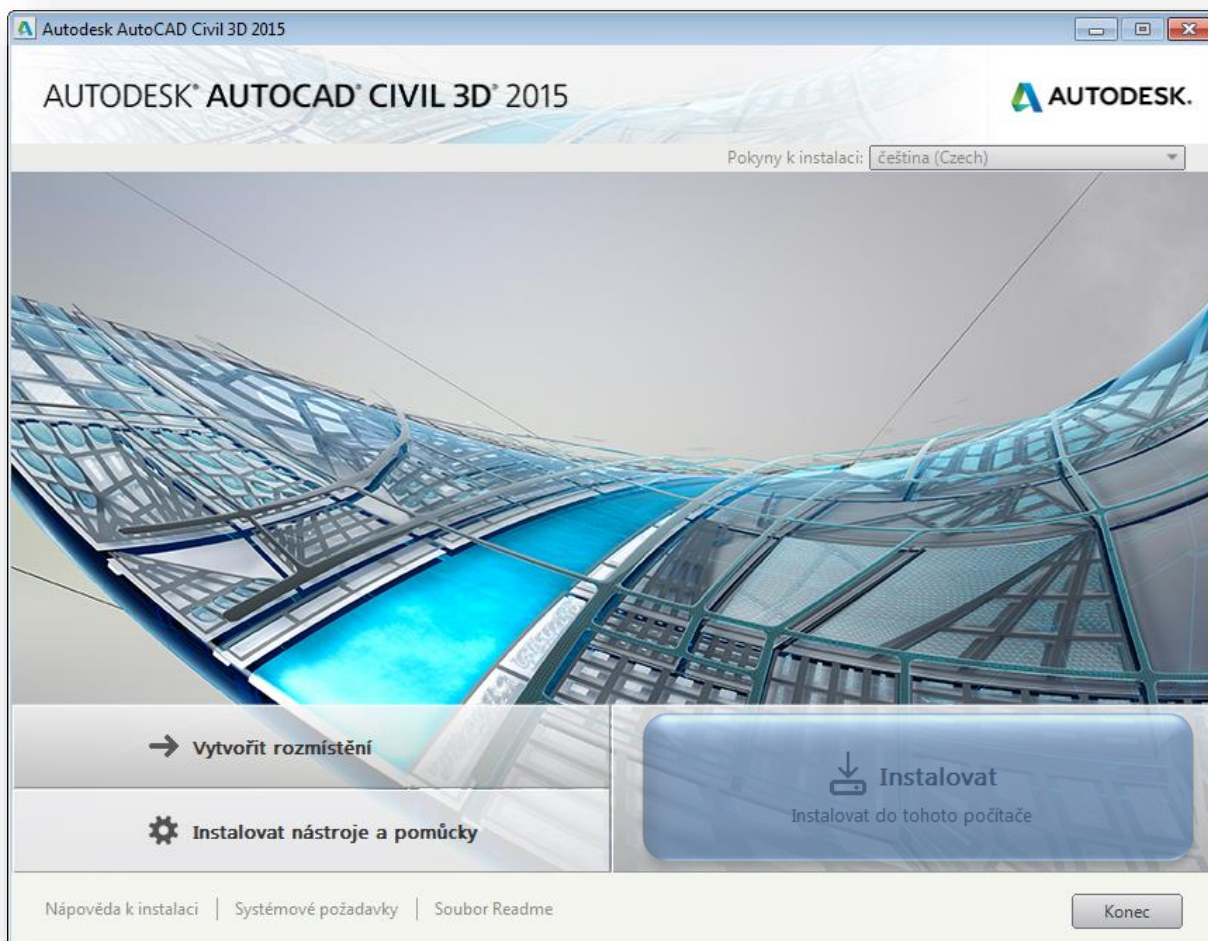 Autodesk AutoCAD Civil 3D 2015
AUTODESK® AUTOCAD® CIVIL 3D® 2015
AUTODESK.
Pokyny k instalaci: čeština (Czech)
Vytvořit rozmístění
Instalovat nástroje a pomůcky
Instalovat
Instalovat do tohoto počítače
Nápověda k instalaci | Systémové požadavky | Soubor Readme
Konec